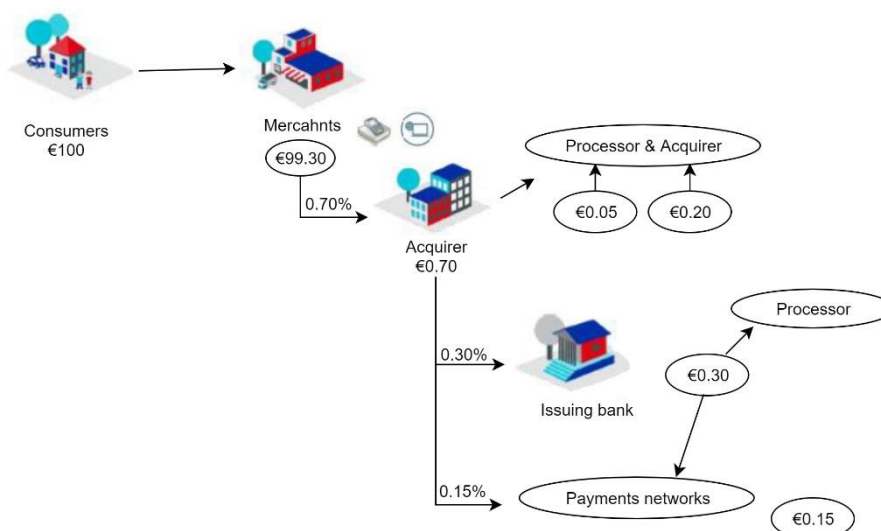 Consumers
€100
Mercahnts
€99.30
0.70%
Acquirer
€0.70
Processor & Acquirer
€0.05
€0.20
Processor
0.30%
€0.30
Issuing bank
0.15%
Payments networks
€0.15